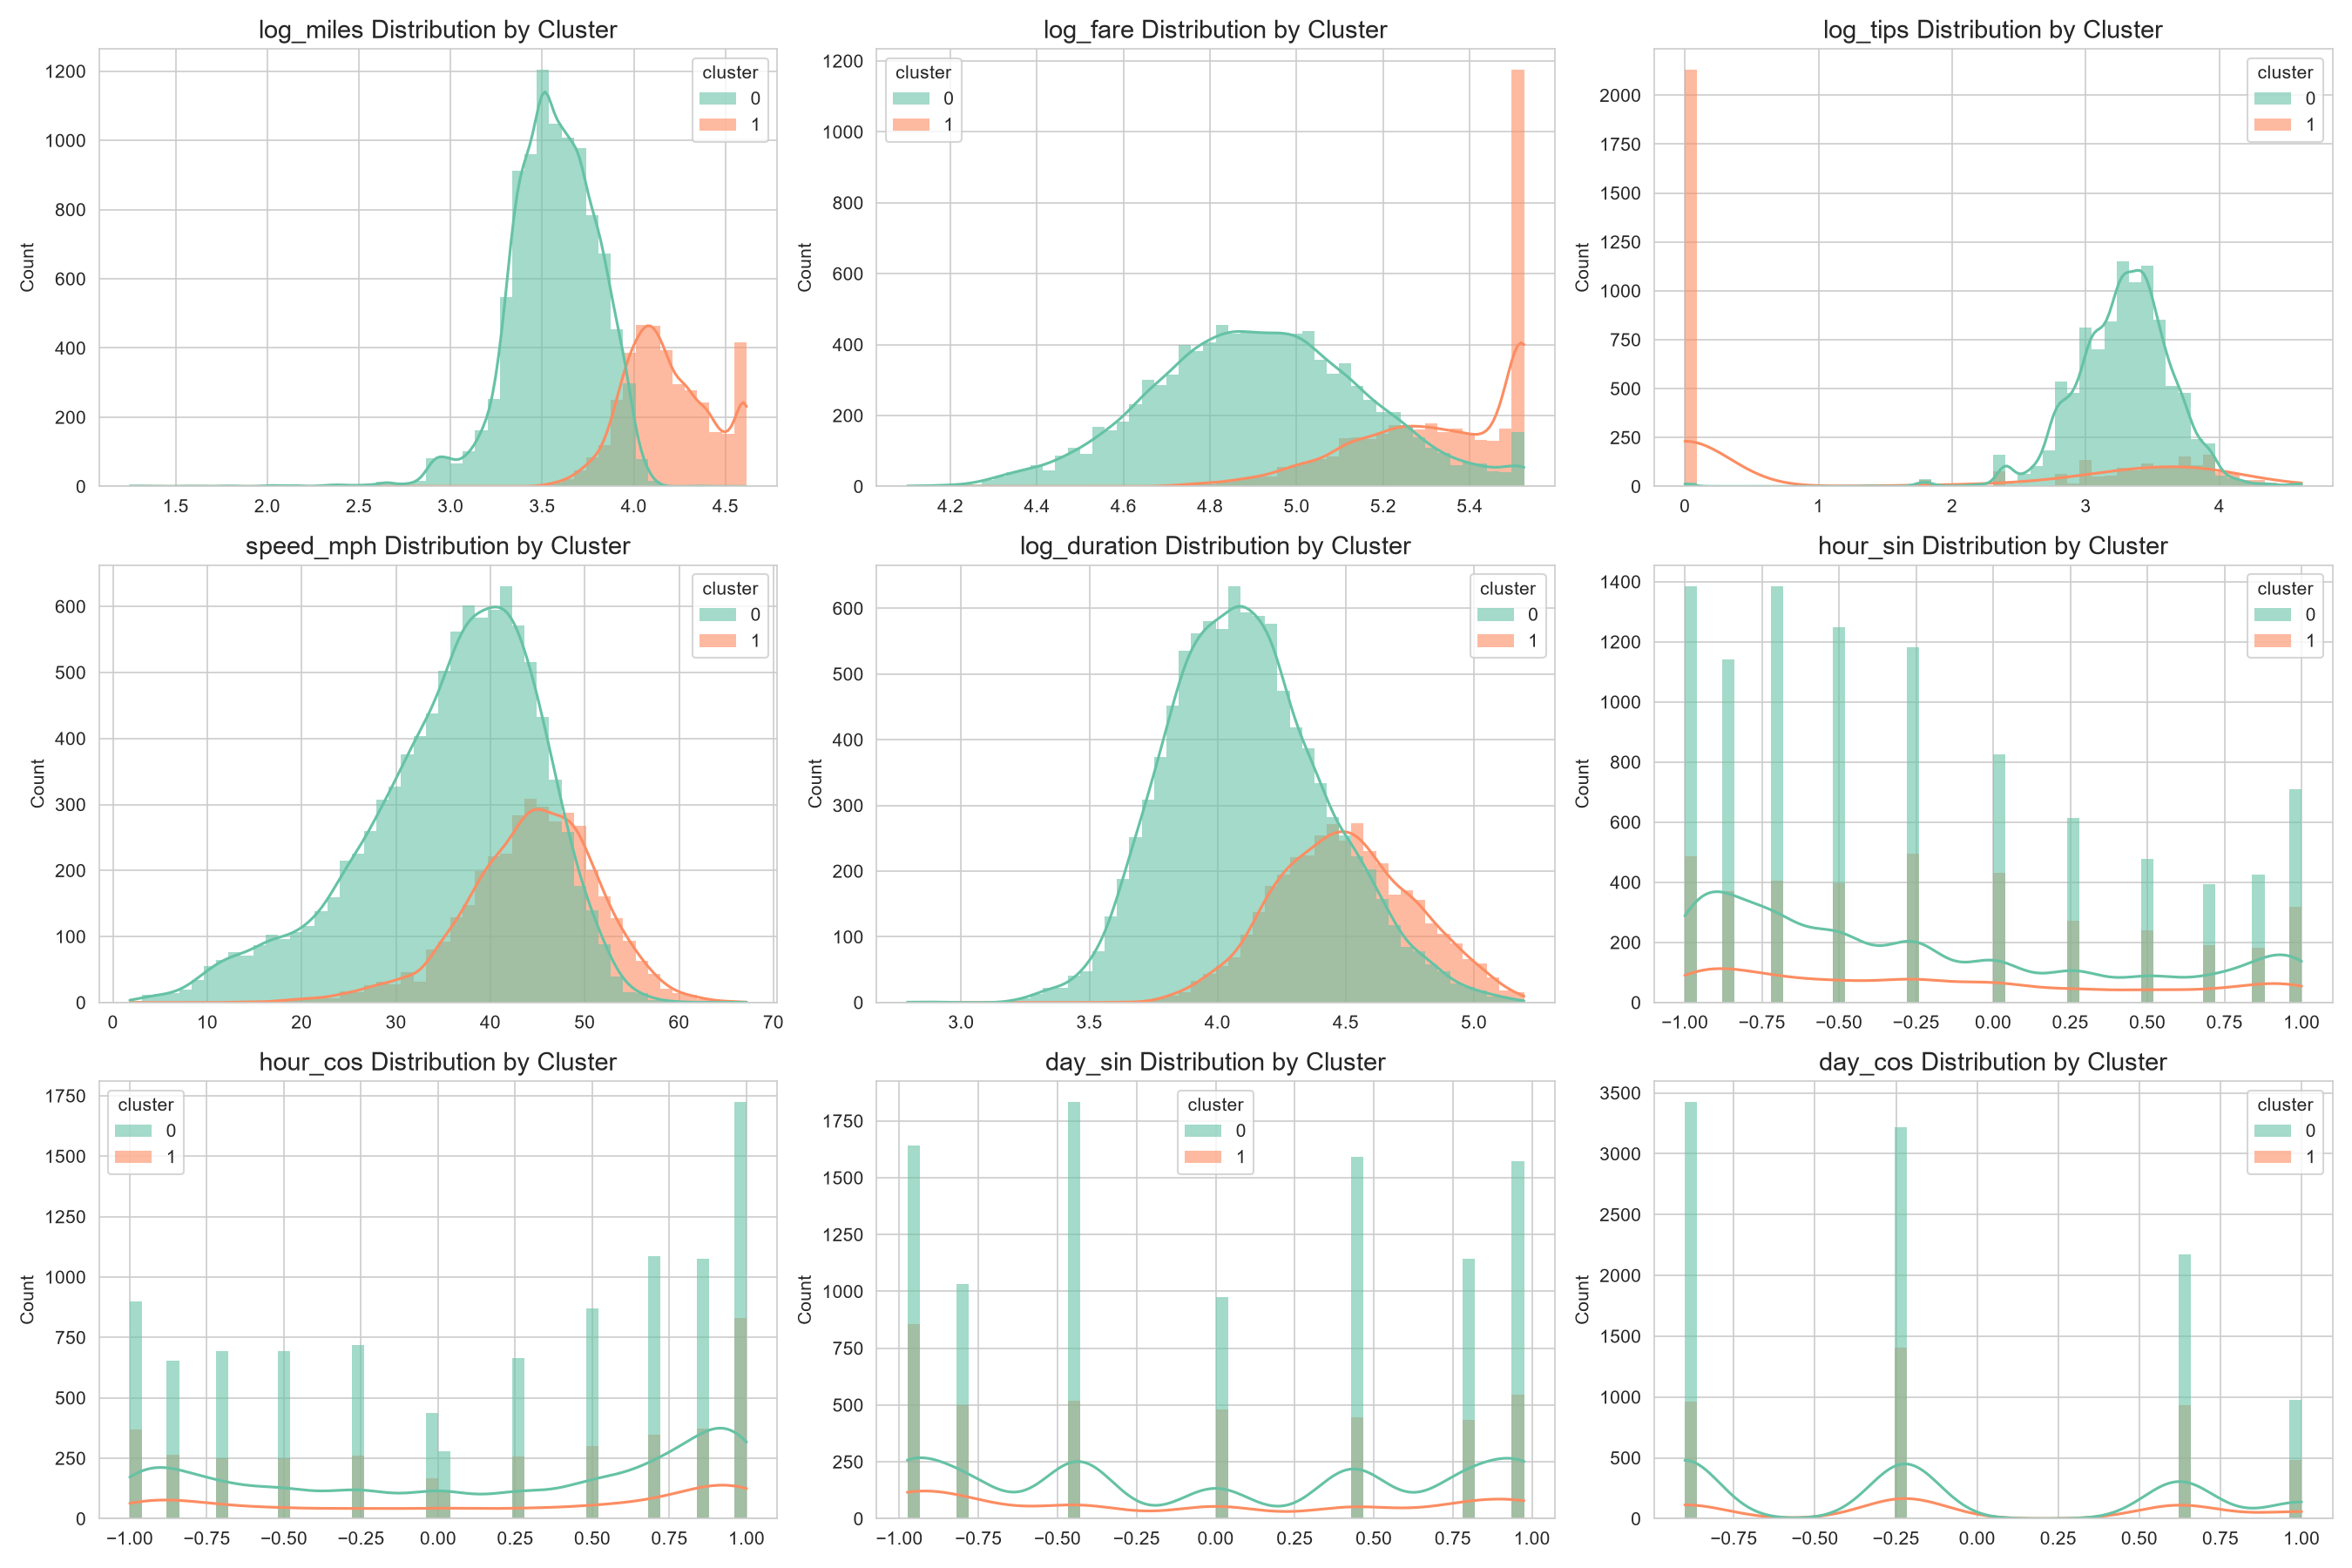 log_miles Distribution by Cluster
Count
1200
1000
800
600
400
200
0
1.5 2.0 2.5 3.0 3.5 4.0 4.5
cluster
0
1
log_fare Distribution by Cluster
Count
1200
1000
800
600
400
200
0
4.2 4.4 4.6 4.8 5.0 5.2 5.4
cluster
0
1
log_tips Distribution by Cluster
Count
2000
1750
1500
1250
1000
750
500
250
0
0 1 2 3 4
cluster
0
1
speed_mph Distribution by Cluster
Count
600
500
400
300
200
100
0
0 10 20 30 40 50 60 70
cluster
0
1
log_duration Distribution by Cluster
Count
600
500
400
300
200
100
0
3.0 3.5 4.0 4.5 5.0
cluster
0
1
hour_sin Distribution by Cluster
Count
1400
1200
1000
800
600
400
200
0
−1.00 −0.75 −0.50 −0.25 0.00 0.25 0.50 0.75 1.00
cluster
0
1
hour_cos Distribution by Cluster
Count
1750
1500
1250
1000
750
500
250
0
−1.00 −0.75 −0.50 −0.25 0.00 0.25 0.50 0.75 1.00
cluster
0
1
day_sin Distribution by Cluster
Count
1750
1500
1250
1000
750
500
250
0
−1.00 −0.75 −0.50 −0.25 0.00 0.25 0.50 0.75 1.00
cluster
0
1
day_cos Distribution by Cluster
Count
3500
3000
2500
2000
1500
1000
500
0
−0.75 −0.50 −0.25 0.00 0.25 0.50 0.75 1.00
cluster
0
1